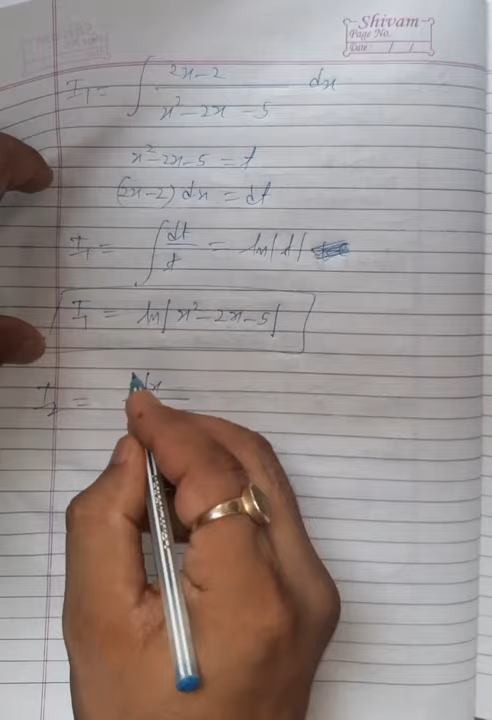 Shivam
Page No.
Date : / /
I₁ = ∫ (2x-2)/(x²-2x-5) dx
x²-2x-5 = t
(2x-2) dx = dt
I₁ = ∫ dt/t = ln|t|
I₁ = ln|x²-2x-5|
I₂ = dx